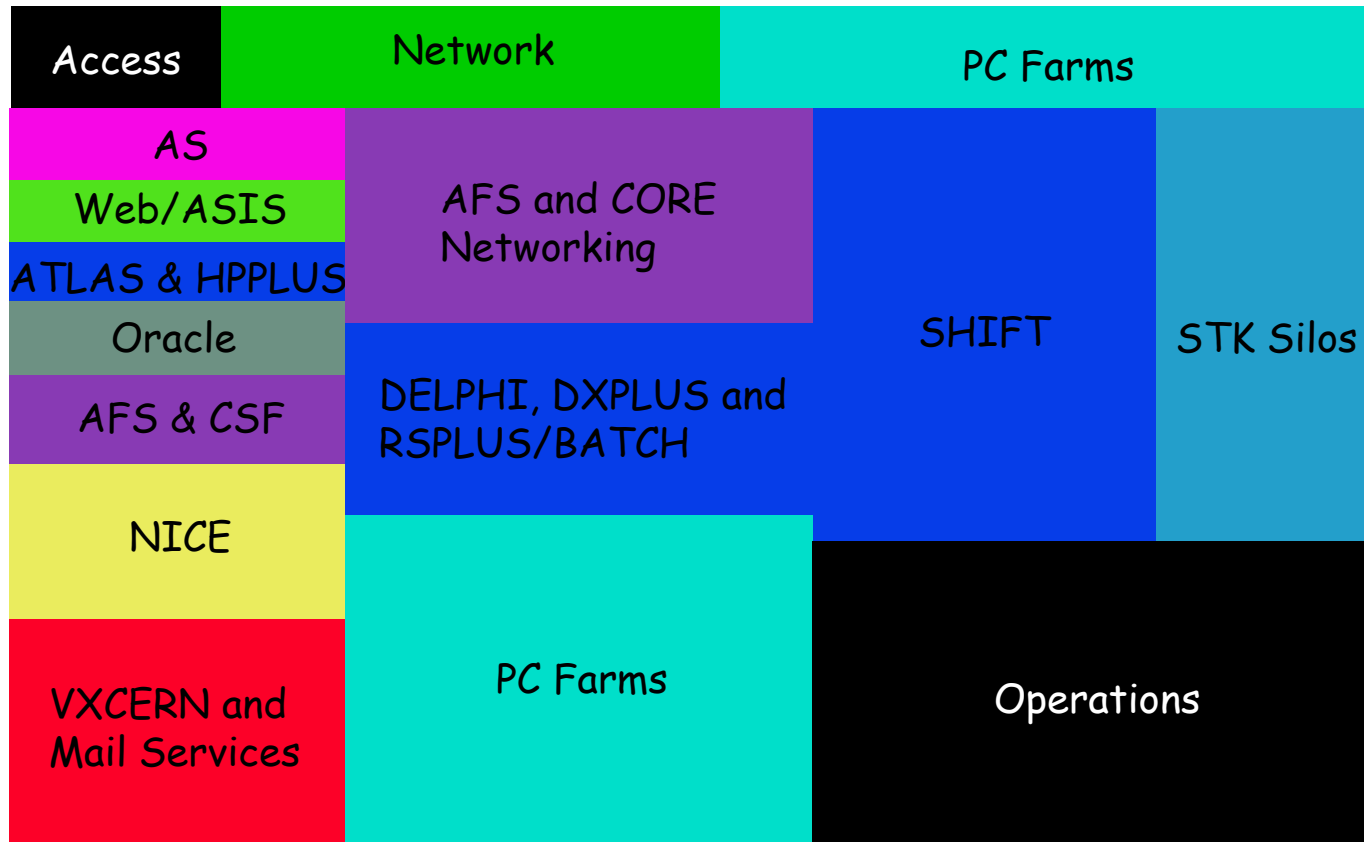 Access
Network
PC Farms
AS
Web/ASIS
ATLAS & HPPLUS
Oracle
AFS & CSF
NICE
VXCERN and
Mail Services
AFS and CORE
Networking
DELPHI, DXPLUS and
RSPLUS/BATCH
PC Farms
SHIFT
STK Silos
Operations